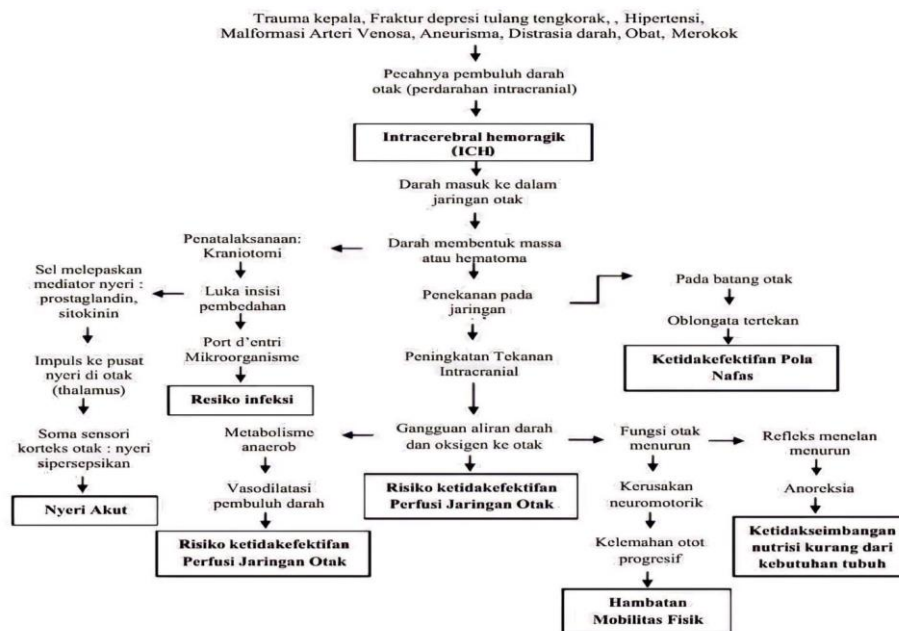 Trauma kepala, Fraktur depresi tulang tengkorak, , Hipertensi,
Malformasi Arteri Venosa, Aneurisma, Distrasia darah, Obat, Merokok
Pecahnya pembuluh darah
otak (perdarahan intracranial)
Intracerebral hemoragik
(ICH)
Darah masuk ke dalam
jaringan otak
Penatalaksanaan:
Kraniotomi
Darah membentuk massa
atau hematoma
Sel melepaskan
mediator nyeri :
prostaglandin,
sitokinin
Luka insisi
pembedahan
Penekanan pada
jaringan
Pada batang otak
Oblongata tertekan
Ketidakefektifan Pola
Nafas
Impuls ke pusat
nyeri di otak
(thalamus)
Port d’entri
Mikroorganisme
Resiko infeksi
Peningkatan Tekanan
Intracranial
Soma sensori
korteks otak : nyeri
sipersepsikan
Nyeri Akut
Metabolisme
anaerob
Vasodilatasi
pembuluh darah
Risiko ketidakefektifan
Perfusi Jaringan Otak
Gangguan aliran darah
dan oksigen ke otak
Risiko ketidakefektifan
Perfusi Jaringan Otak
Fungsi otak
menurun
Kerusakan
neuromotorik
Kelemahan otot
progresif
Hambatan
Mobilitas Fisik
Refleks menelan
menurun
Anoreksia
Ketidakseimbangan
nutrisi kurang dari
kebutuhan tubuh